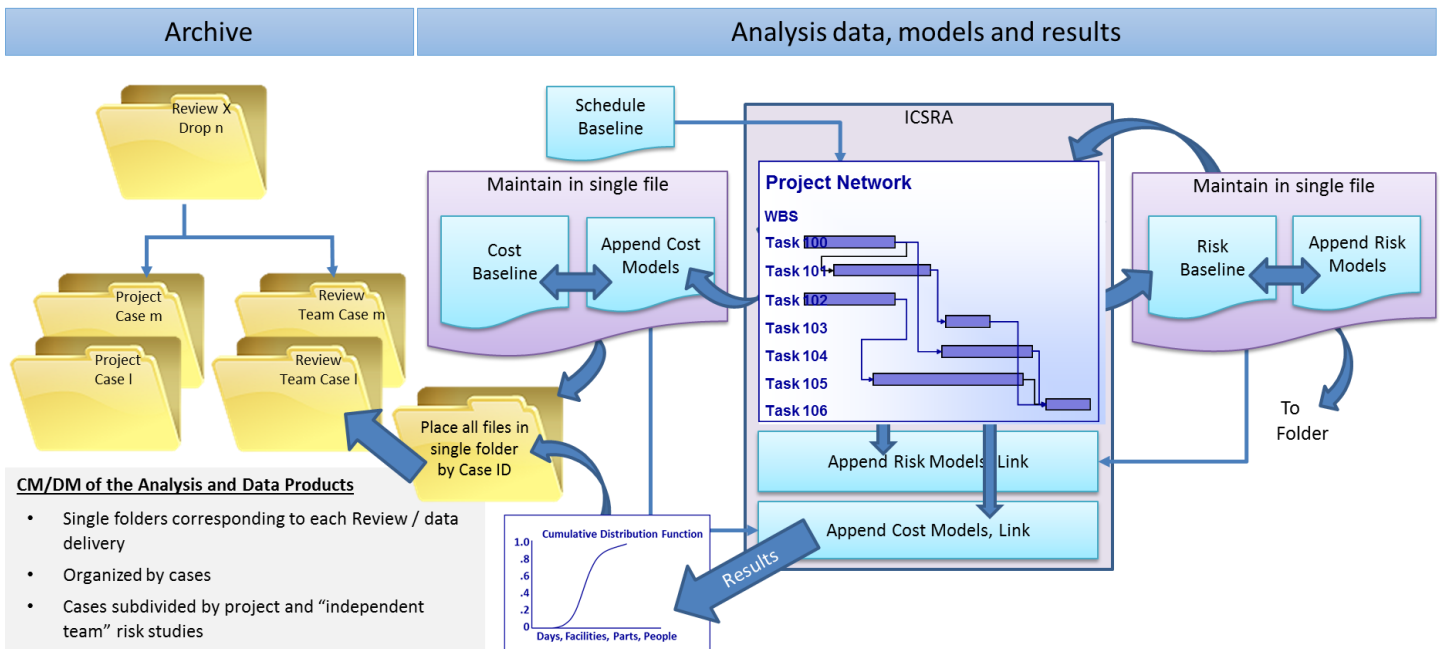 Archive
Analysis data, models and results
Review X
Drop n
Project
Case m
Review
Team Case m
Project
Case l
Review
Team Case l
Place all files in
single folder
by Case ID
CM/DM of the Analysis and Data Products
• Single folders corresponding to each Review / data
delivery
• Organized by cases
• Cases subdivided by project and “independent
team” risk studies
Schedule
Baseline
Maintain in single file
Cost
Baseline
Append Cost
Models
ICSRA
Project Network
WBS
Task 100
Task 101
Task 102
Task 103
Task 104
Task 105
Task 106
Append Risk Models, Link
Append Cost Models, Link
Results
Cumulative Distribution Function
1.0
.8
.6
.4
.2
0
Days, Facilities, Parts, People
Maintain in single file
Risk
Baseline
Append Risk
Models
To
Folder